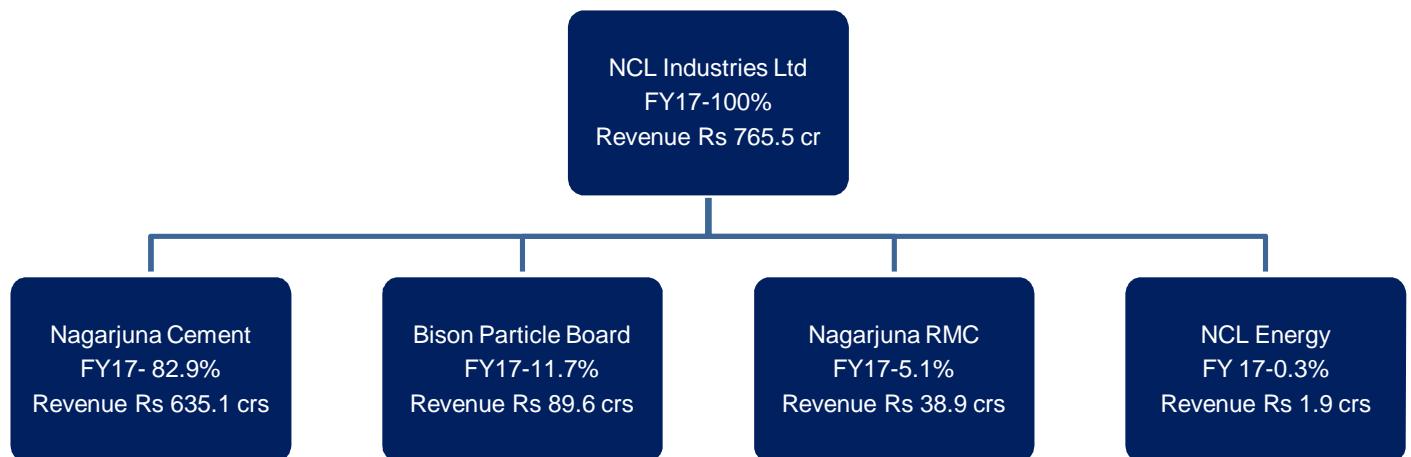 NCL Industries Ltd
FY17-100%
Revenue Rs 765.5 cr
Nagarjuna Cement
FY17- 82.9%
Revenue Rs 635.1 crs
Bison Particle Board
FY17-11.7%
Revenue Rs 89.6 crs
Nagarjuna RMC
FY17-5.1%
Revenue Rs 38.9 crs
NCL Energy
FY 17-0.3%
Revenue Rs 1.9 crs